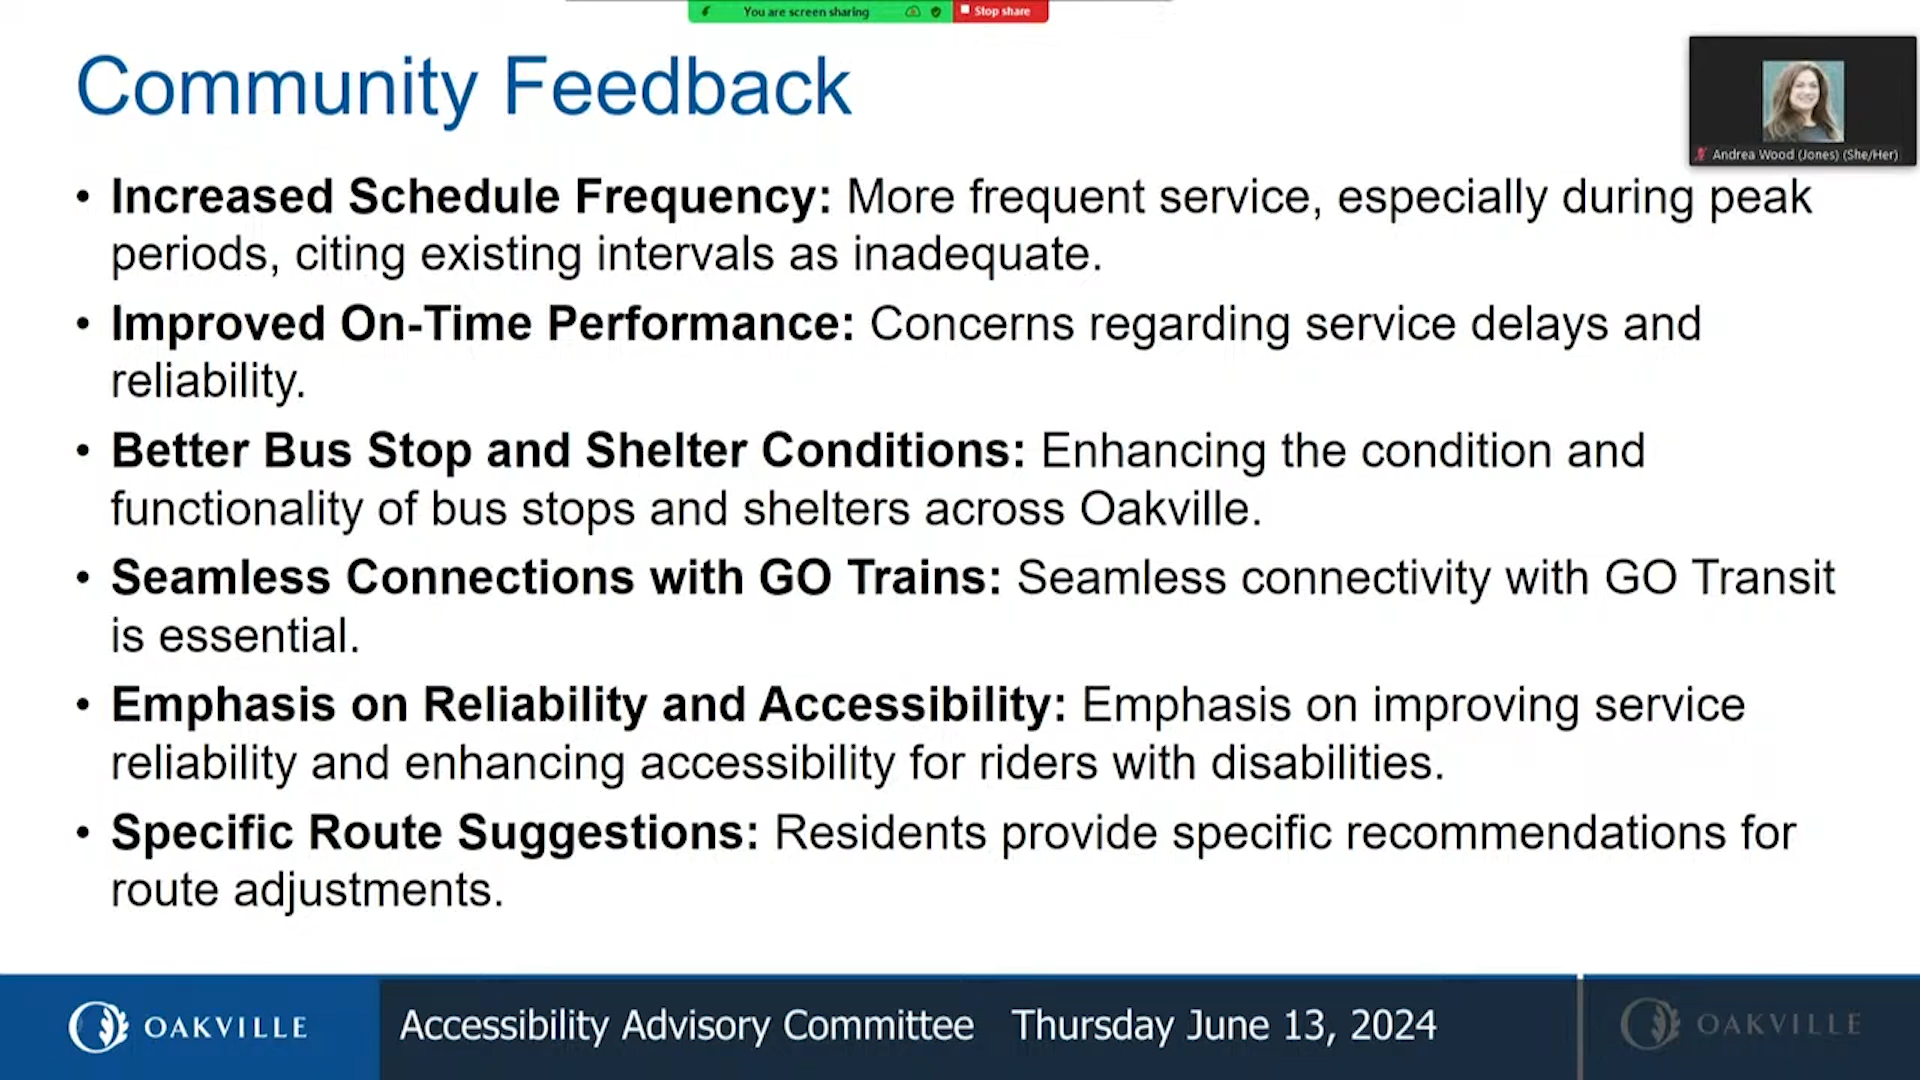 You are screen sharing
Stop share
Community Feedback
Andrea Wood (Jones) (She/Her)
• Increased Schedule Frequency: More frequent service, especially during peak
periods, citing existing intervals as inadequate.
• Improved On-Time Performance: Concerns regarding service delays and
reliability.
• Better Bus Stop and Shelter Conditions: Enhancing the condition and
functionality of bus stops and shelters across Oakville.
• Seamless Connections with GO Trains: Seamless connectivity with GO Transit
is essential.
• Emphasis on Reliability and Accessibility: Emphasis on improving service
reliability and enhancing accessibility for riders with disabilities.
• Specific Route Suggestions: Residents provide specific recommendations for
route adjustments.
OAKVILLE
Accessibility Advisory Committee Thursday June 13, 2024
OAKVILLE